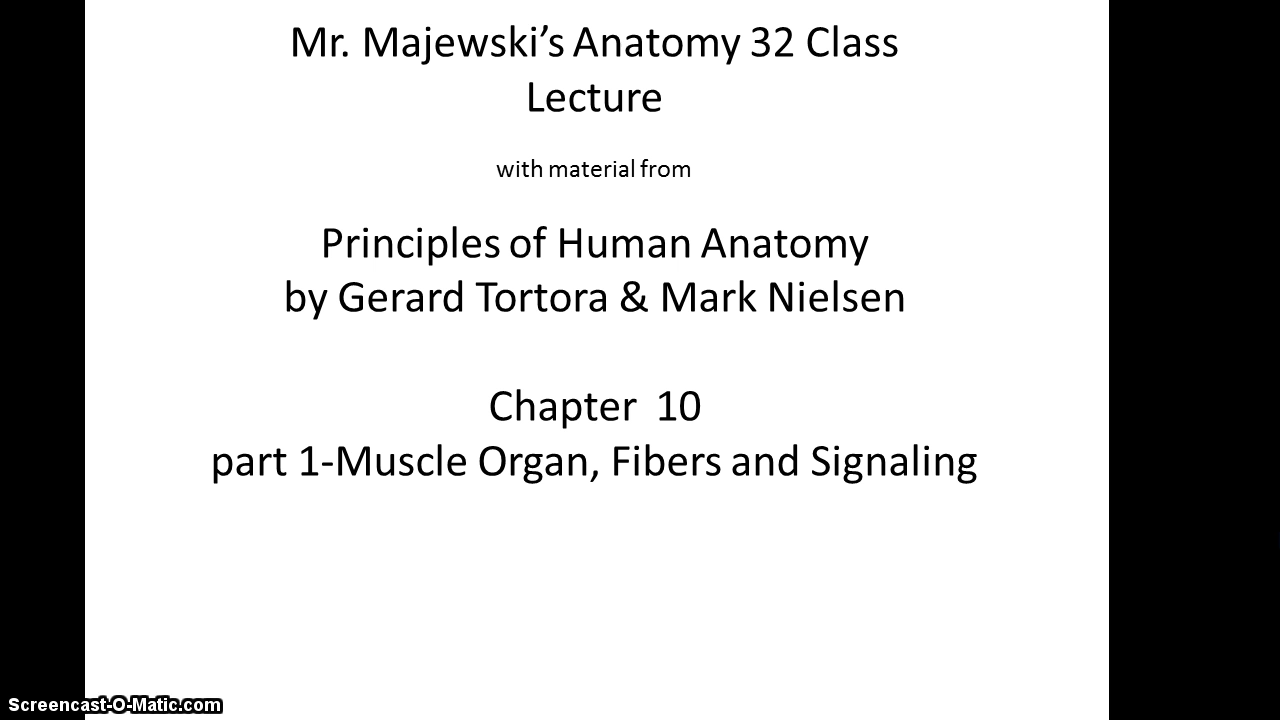 Mr. Majewski’s Anatomy 32 Class
Lecture
with material from
Principles of Human Anatomy
by Gerard Tortora & Mark Nielsen
Chapter 10
part 1-Muscle Organ, Fibers and Signaling
Screencast-O-Matic.com